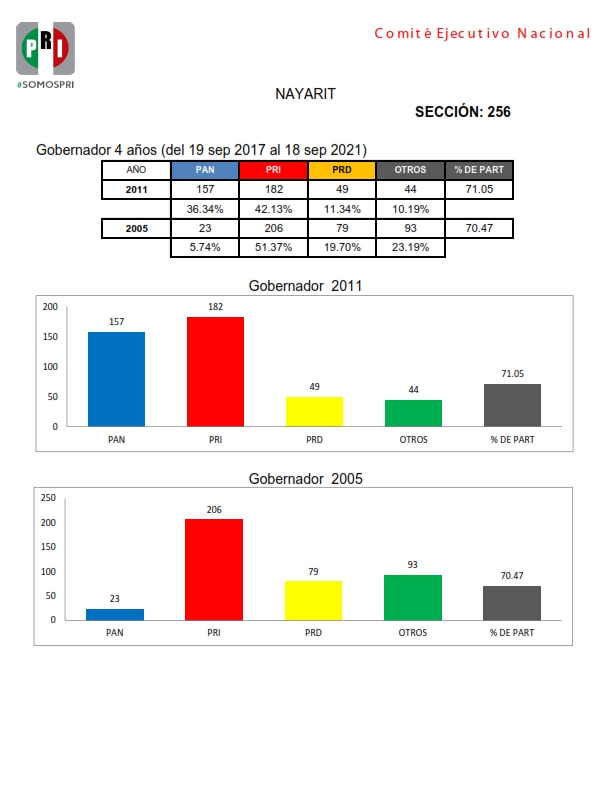 PRI
#SOMOSPRI
Comité Ejecutivo Nacional
NAYARIT
SECCIÓN: 256
Gobernador 4 años (del 19 sep 2017 al 18 sep 2021)
AÑO PAN PRI PRD OTROS % DE PART
2011 157 182 49 44 71.05
36.34% 42.13% 11.34% 10.19%
2005 23 206 79 93 70.47
5.74% 51.37% 19.70% 23.19%
Gobernador 2011
200
150
100
50
0
157
182
49
44
71.05
PAN PRI PRD OTROS % DE PART
Gobernador 2005
250
200
150
100
50
0
23
206
79
93
70.47
PAN PRI PRD OTROS % DE PART